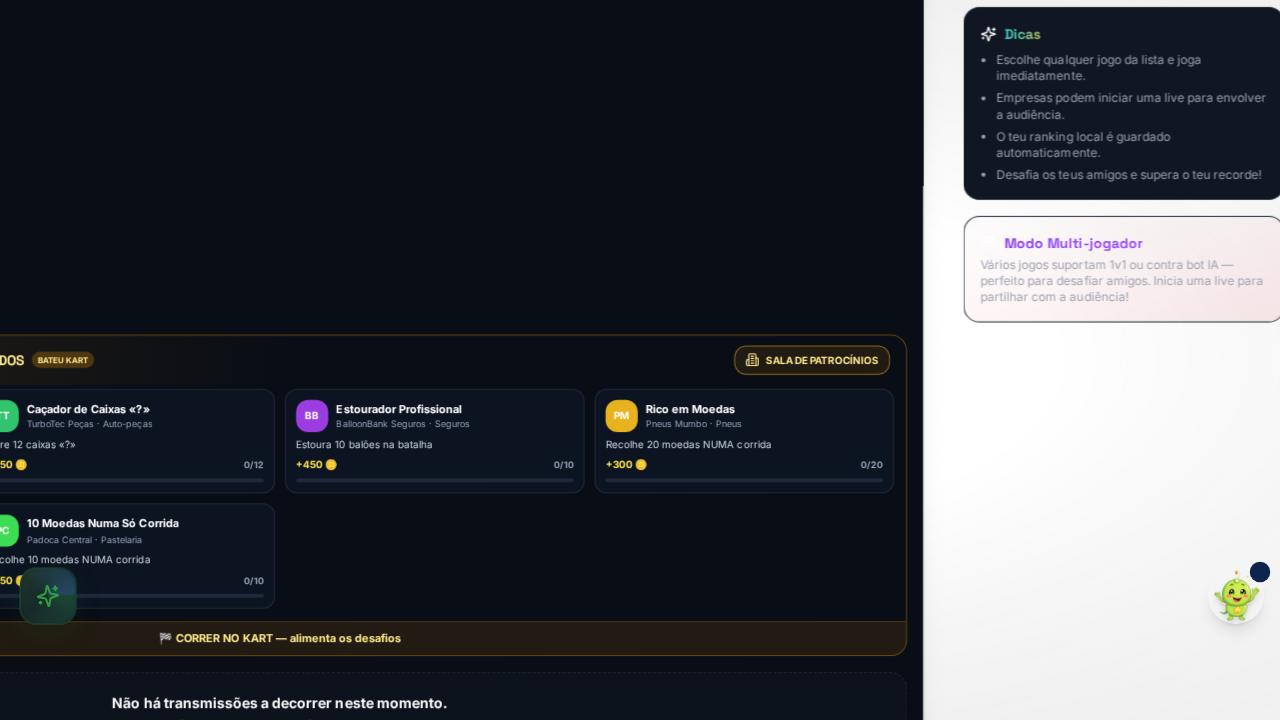 Dicas
Escolhe qualquer jogo da lista e joga
imediatamente.
Empresas podem iniciar uma live para envolver
a audiência.
O teu ranking local é guardado
automaticamente.
Desafia os teus amigos e supera o teu recorde!
Modo Multi-jogador
Vários jogos suportam 1v1 ou contra bot IA —
perfeito para desafiar amigos. Inicia uma live para
partilhar com a audiência!
DOS BATEU KART
SALA DE PATROCÍNIOS
TT Caçador de Caixas «?»
TurboTec Peças · Auto-peças
re 12 caixas «?»
50 0/12
BB Estourador Profissional
BalloonBank Seguros · Seguros
Estoura 10 balões na batalha
+450 0/10
PM Rico em Moedas
Pneus Mumbo · Pneus
Recolhe 20 moedas NUMA corrida
+300 0/20
PC 10 Moedas Numa Só Corrida
Padoca Central · Pastelaria
colhe 10 moedas NUMA corrida
50 0/10
CORRER NO KART — alimenta os desafios
Não há transmissões a decorrer neste momento.